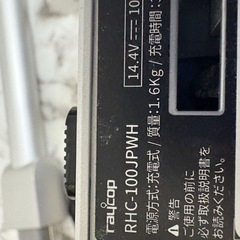 raycop
RHC-100JPWH
電源方式:充電式/質量:1.6Kg/充電時間:3
14.4V⎓10
⚠警告
ご使用の前に
必ず取扱説明書を
お読みください。